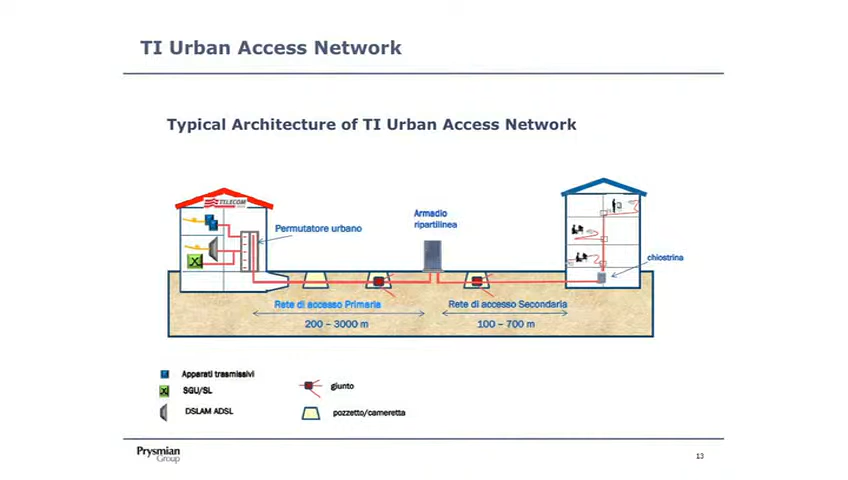 TI Urban Access Network
Typical Architecture of TI Urban Access Network
TELECOM
Permutatore urbano
Armadio
ripartilinea
chiostrina
Rete di accesso Primaria
200 – 3000 m
Rete di accesso Secondaria
100 – 700 m
Apparati trasmissivi
SGU/SL
DSLAM ADSL
giunto
pozzetto/cameretta
Prysmian
Group
13